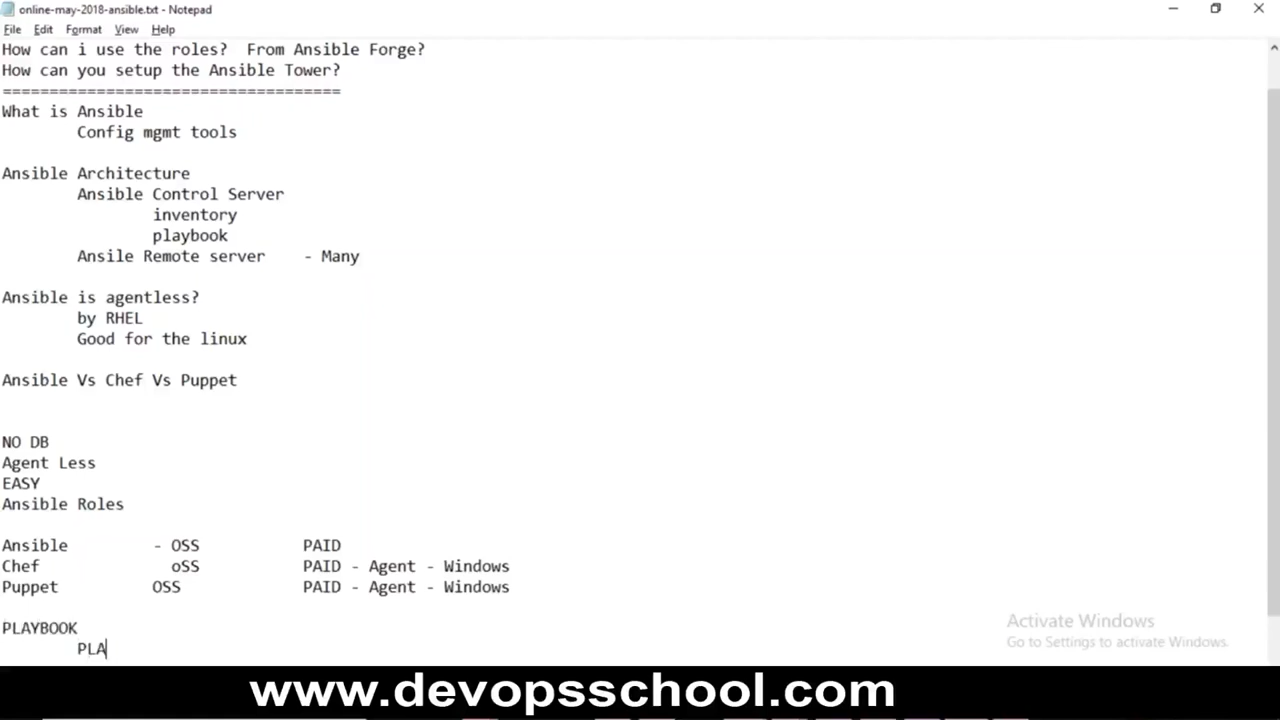 online-may-2018-ansible.txt - Notepad
File Edit Format View Help
How can i use the roles?  From Ansible Forge?
How can you setup the Ansible Tower?
====================================
What is Ansible
Config mgmt tools
Ansible Architecture
Ansible Control Server
inventory
playbook
Ansile Remote server - Many
Ansible is agentless?
by RHEL
Good for the linux
Ansible Vs Chef Vs Puppet
NO DB
Agent Less
EASY
Ansible Roles
Ansible - OSS PAID
Chef oSS PAID - Agent - Windows
Puppet OSS PAID - Agent - Windows
PLAYBOOK
PLA
Activate Windows
Go to Settings to activate Windows.
www.devopsschool.com